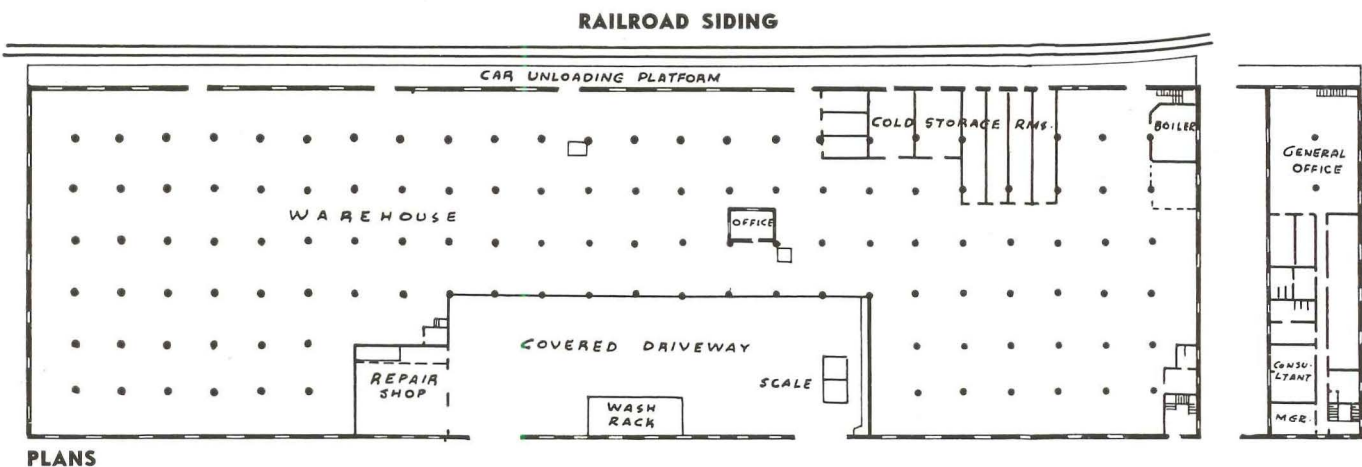 RAILROAD SIDING
CAR UNLOADING PLATFORM
COLD STORAGE RMS.
BOILER
GENERAL
OFFICE
WAREHOUSE
OFFICE
COVERED DRIVEWAY
REPAIR
SHOP
SCALE
WASH
RACK
CONSU-
LTANT
MGR.
PLANS